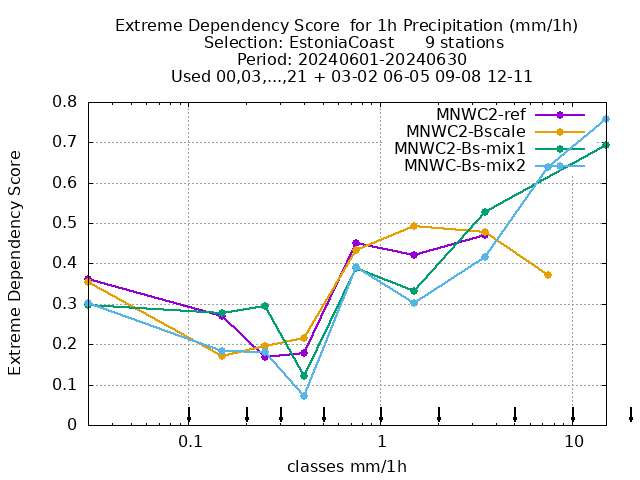 Extreme Dependency Score  for 1h Precipitation (mm/1h)
Selection: EstoniaCoast      9 stations
Period: 20240601-20240630
Used 00,03,...,21 + 03-02 06-05 09-08 12-11
MNWC2-ref
MNWC2-Bscale
MNWC2-Bs-mix1
MNWC-Bs-mix2
Extreme Dependency Score
0.8
0.7
0.6
0.5
0.4
0.3
0.2
0.1
0
0.1 1 10
classes mm/1h